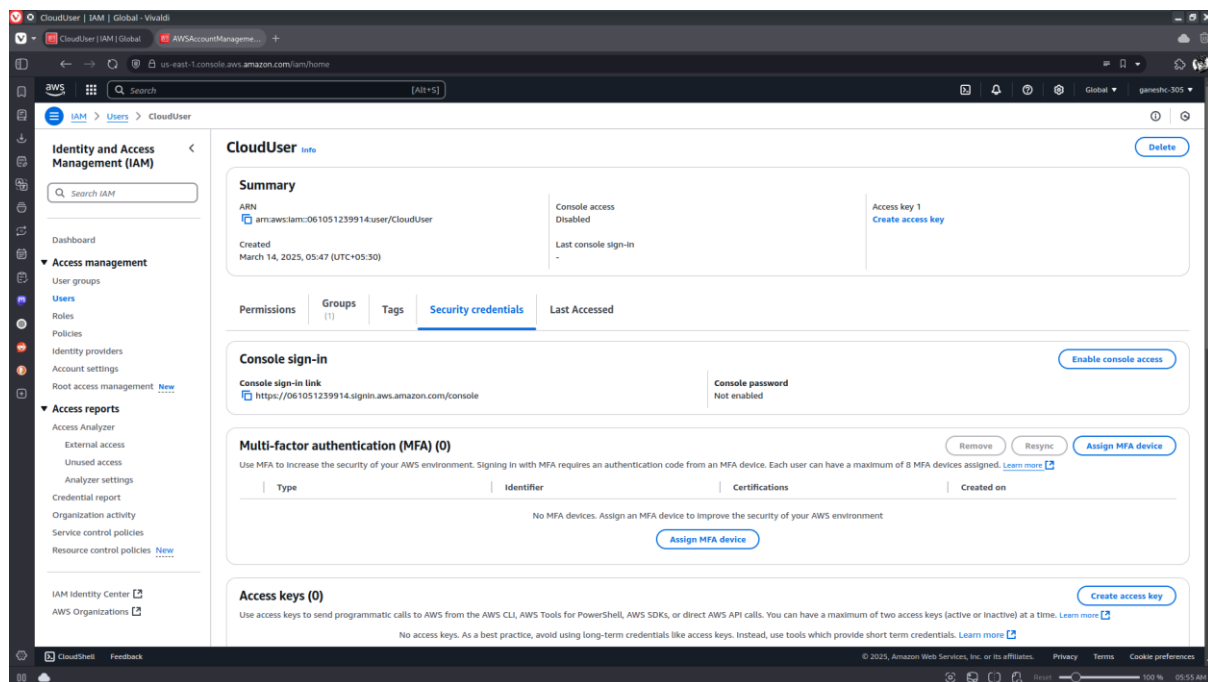 CloudUser | IAM | Global - Vivaldi
CloudUser | IAM | Global
AWSAccountManageme...
us-east-1.console.aws.amazon.com/iam/home
aws
Search
[Alt+S]
Global
ganeshc-305
IAM > Users > CloudUser
Identity and Access
Management (IAM)
Search IAM
Dashboard
Access management
User groups
Users
Roles
Policies
Identity providers
Account settings
Root access management New
Access reports
Access Analyzer
External access
Unused access
Analyzer settings
Credential report
Organization activity
Service control policies
Resource control policies New
IAM Identity Center
AWS Organizations
CloudUser Info
Delete
Summary
ARN
arn:aws:iam::061051239914:user/CloudUser
Console access
Disabled
Access key 1
Create access key
Created
March 14, 2025, 05:47 (UTC+05:30)
Last console sign-in
-
Permissions
Groups
(1)
Tags
Security credentials
Last Accessed
Console sign-in
Enable console access
Console sign-in link
https://061051239914.signin.aws.amazon.com/console
Console password
Not enabled
Multi-factor authentication (MFA) (0)
Remove
Resync
Assign MFA device
Use MFA to increase the security of your AWS environment. Signing in with MFA requires an authentication code from an MFA device. Each user can have a maximum of 8 MFA devices assigned. Learn more
Type
Identifier
Certifications
Created on
No MFA devices. Assign an MFA device to improve the security of your AWS environment
Assign MFA device
Access keys (0)
Create access key
Use access keys to send programmatic calls to AWS from the AWS CLI, AWS Tools for PowerShell, AWS SDKs, or direct AWS API calls. You can have a maximum of two access keys (active or inactive) at a time. Learn more
No access keys. As a best practice, avoid using long-term credentials like access keys. Instead, use tools which provide short term credentials. Learn more
CloudShell
Feedback
© 2025, Amazon Web Services, Inc. or its affiliates.
Privacy
Terms
Cookie preferences
Reset
100 %
05:55 AM